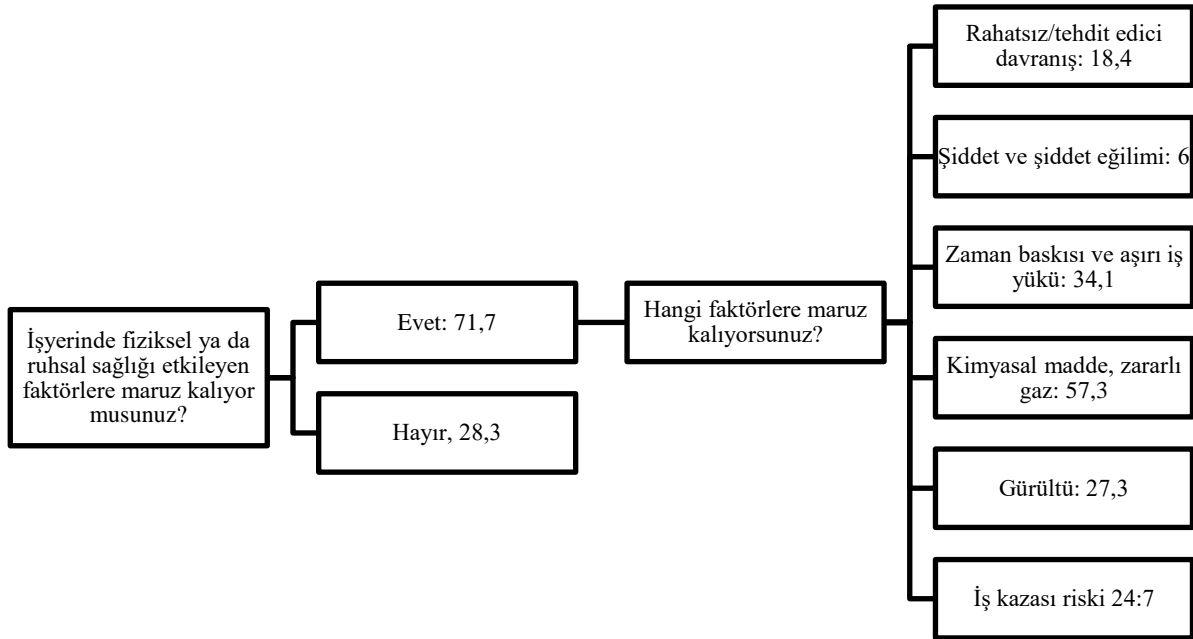 İşyerinde fiziksel ya da
ruhsal sağlığı etkileyen
faktörlere maruz kalıyor
musunuz?
Evet: 71,7
Hayır, 28,3
Hangi faktörlere maruz
kalıyorsunuz?
Rahatsız/tehdit edici
davranış: 18,4
Şiddet ve şiddet eğilimi: 6
Zaman baskısı ve aşırı iş
yükü: 34,1
Kimyasal madde, zararlı
gaz: 57,3
Gürültü: 27,3
İş kazası riski 24:7